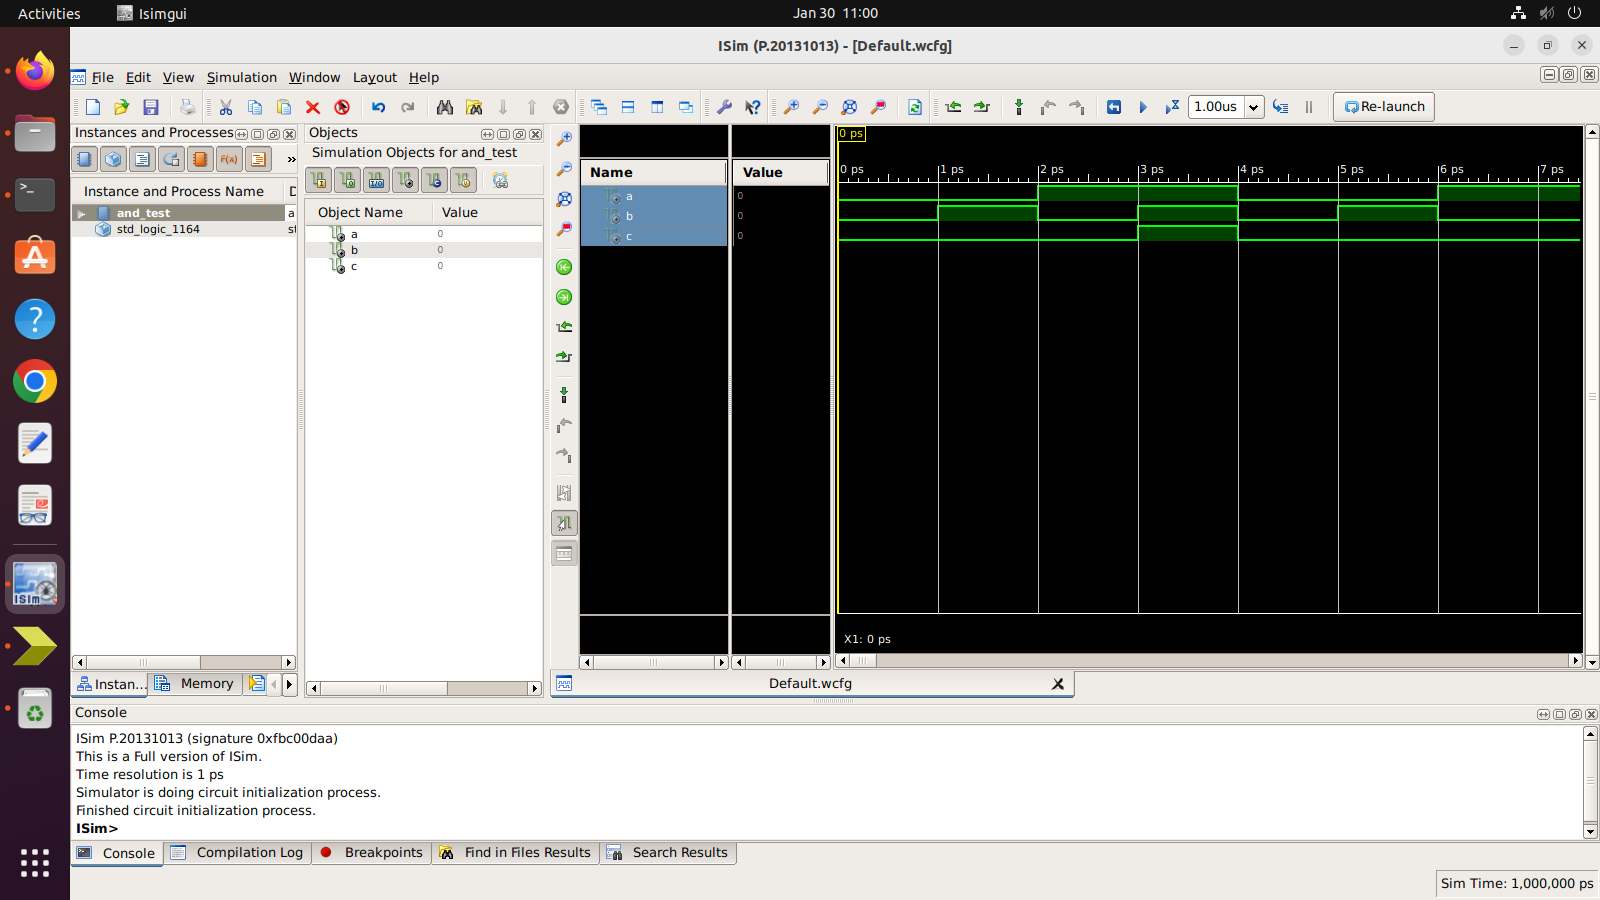 Activities
Isimgui
Jan 30 11:00
ISim (P.20131013) - [Default.wcfg]
File Edit View Simulation Window Layout Help
1.00us
Re-launch
Instances and Processes
Objects
Simulation Objects for and_test
F(x)
I
O
I/O
C
»
Instance and Process Name
D
and_test
a
std_logic_1164
st
Object Name Value
a 0
b 0
c 0
Name Value
a 0
b 0
c 0
0 ps
0 ps 1 ps 2 ps 3 ps 4 ps 5 ps 6 ps 7 ps
X1: 0 ps
Instan...
Memory
Default.wcfg
Console
ISim P.20131013 (signature 0xfbc00daa)
This is a Full version of ISim.
Time resolution is 1 ps
Simulator is doing circuit initialization process.
Finished circuit initialization process.
ISim>
Console Compilation Log Breakpoints Find in Files Results Search Results
Sim Time: 1,000,000 ps
ISim